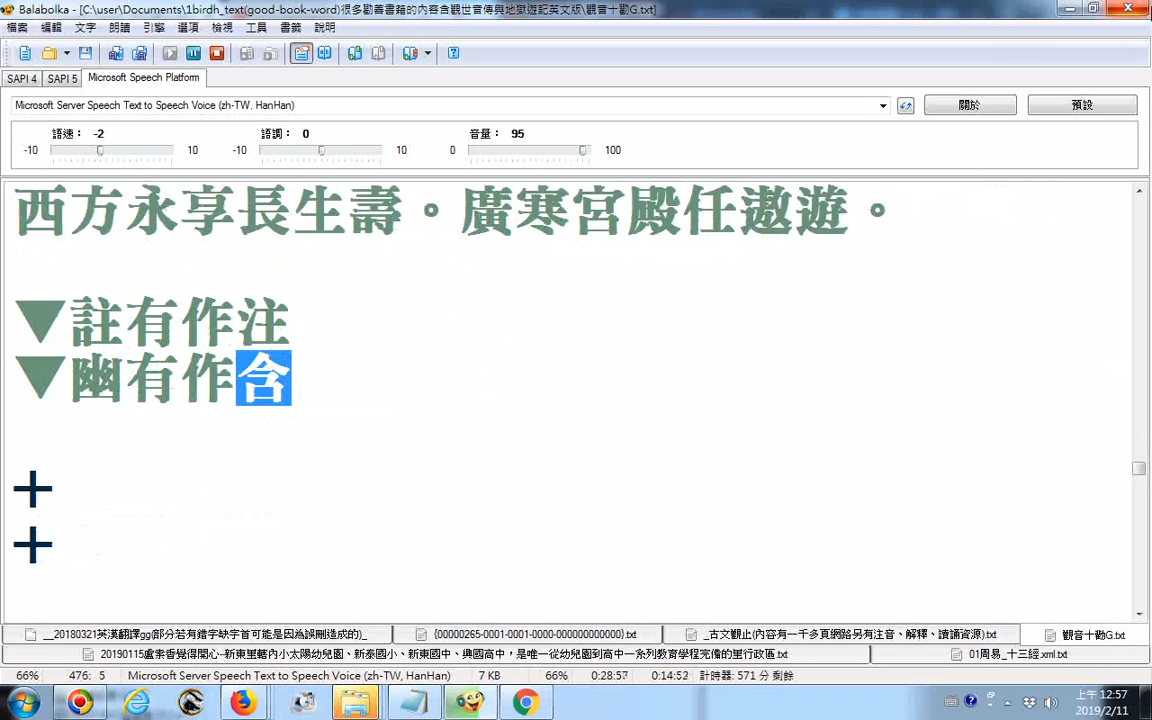 Balabolka - [C:\user\Documents\1birdh_text(good-book-word)很多勸善書籍的內容含觀世音傳與地獄遊記英文版\觀音十勸G.txt]
檔案 編輯 文字 朗讀 引擎 選項 檢視 工具 書籤 說明
SAPI 4 SAPI 5 Microsoft Speech Platform
Microsoft Server Speech Text to Speech Voice (zh-TW, HanHan) 關於 預設
語速： -2 語調： 0 音量： 95
-10 10 -10 10 0 100
西方永享長生壽。廣寒宮殿任遨遊。
▼註有作注
▼幽有作含
+
+
__20180321英漢翻譯gg(部分若有錯字缺字首可能是因為誤刪造成的)_ {00000265-0001-0001-0000-000000000000}.txt _古文觀止(內容有一千多頁網路另有注音、解釋、讀誦資源).txt 觀音十勸G.txt
20190115盧素香覺得開心--新東里轄內小太陽幼兒園、新泰國小、新東國中、興國高中，是唯一從幼兒園到高中一系列教育學程完備的里行政區.txt 01周易_十三經.xml.txt
66% 476: 5 Microsoft Server Speech Text to Speech Voice (zh-TW, HanHan) 7 KB 66% 0:28:57 0:14:52 計時器: 571 分 剩餘
上午 12:57
2019/2/11